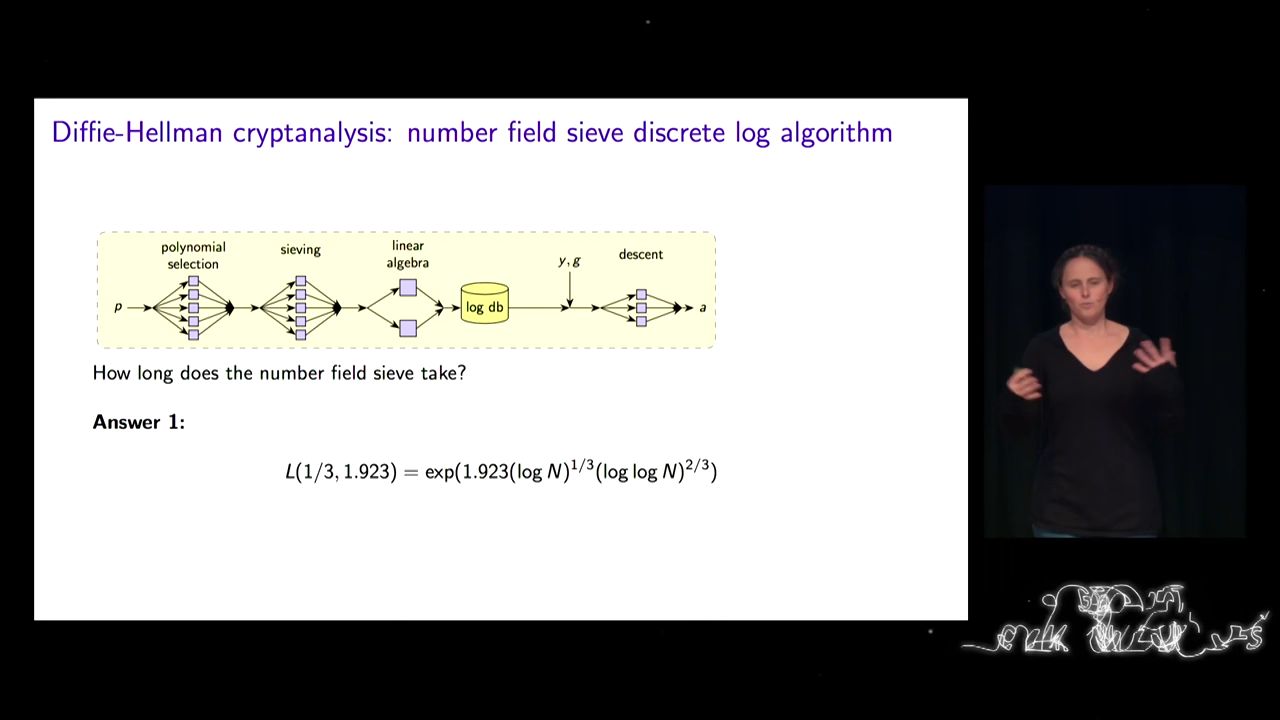 Diffie-Hellman cryptanalysis: number field sieve discrete log algorithm
polynomial selection
sieving
linear algebra
y, g
descent
p
log db
a
How long does the number field sieve take?
Answer 1:
L(1/3, 1.923) = exp(1.923(log N)^{1/3}(log log N)^{2/3})